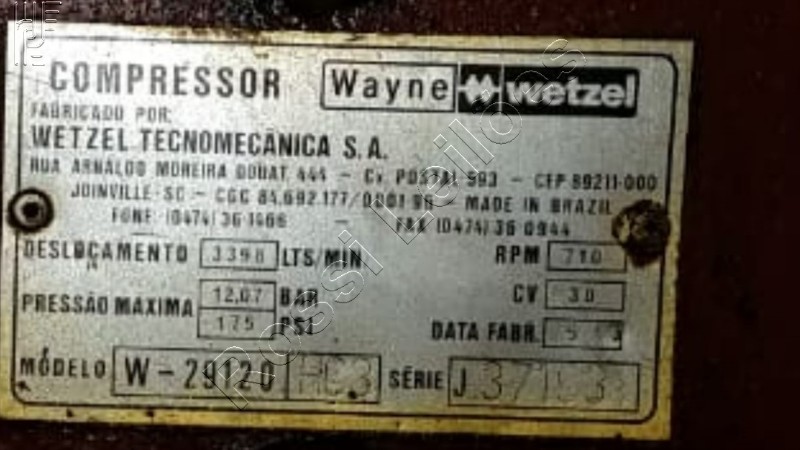 COMPRESSOR Wayne wetzel
FABRICADO POR:
WETZEL TECNOMECÂNICA S.A.
RUA ARNALDO MOREIRA DOUAT, 444 - Cx. POSTAL 593 - CEP 89211-000
JOINVILLE-SC - CGC 84.692.177/0001-96 - MADE IN BRAZIL
FONE (0474) 36 1466 - FAX (0474) 36 0944
DESLOCAMENTO 3398 LTS/MIN RPM 710
PRESSÃO MAXIMA 12,07 BAR CV 30
175 PSI DATA FABR.
MODELO W-29120 HC3 SÉRIE J
Rossi Leilões